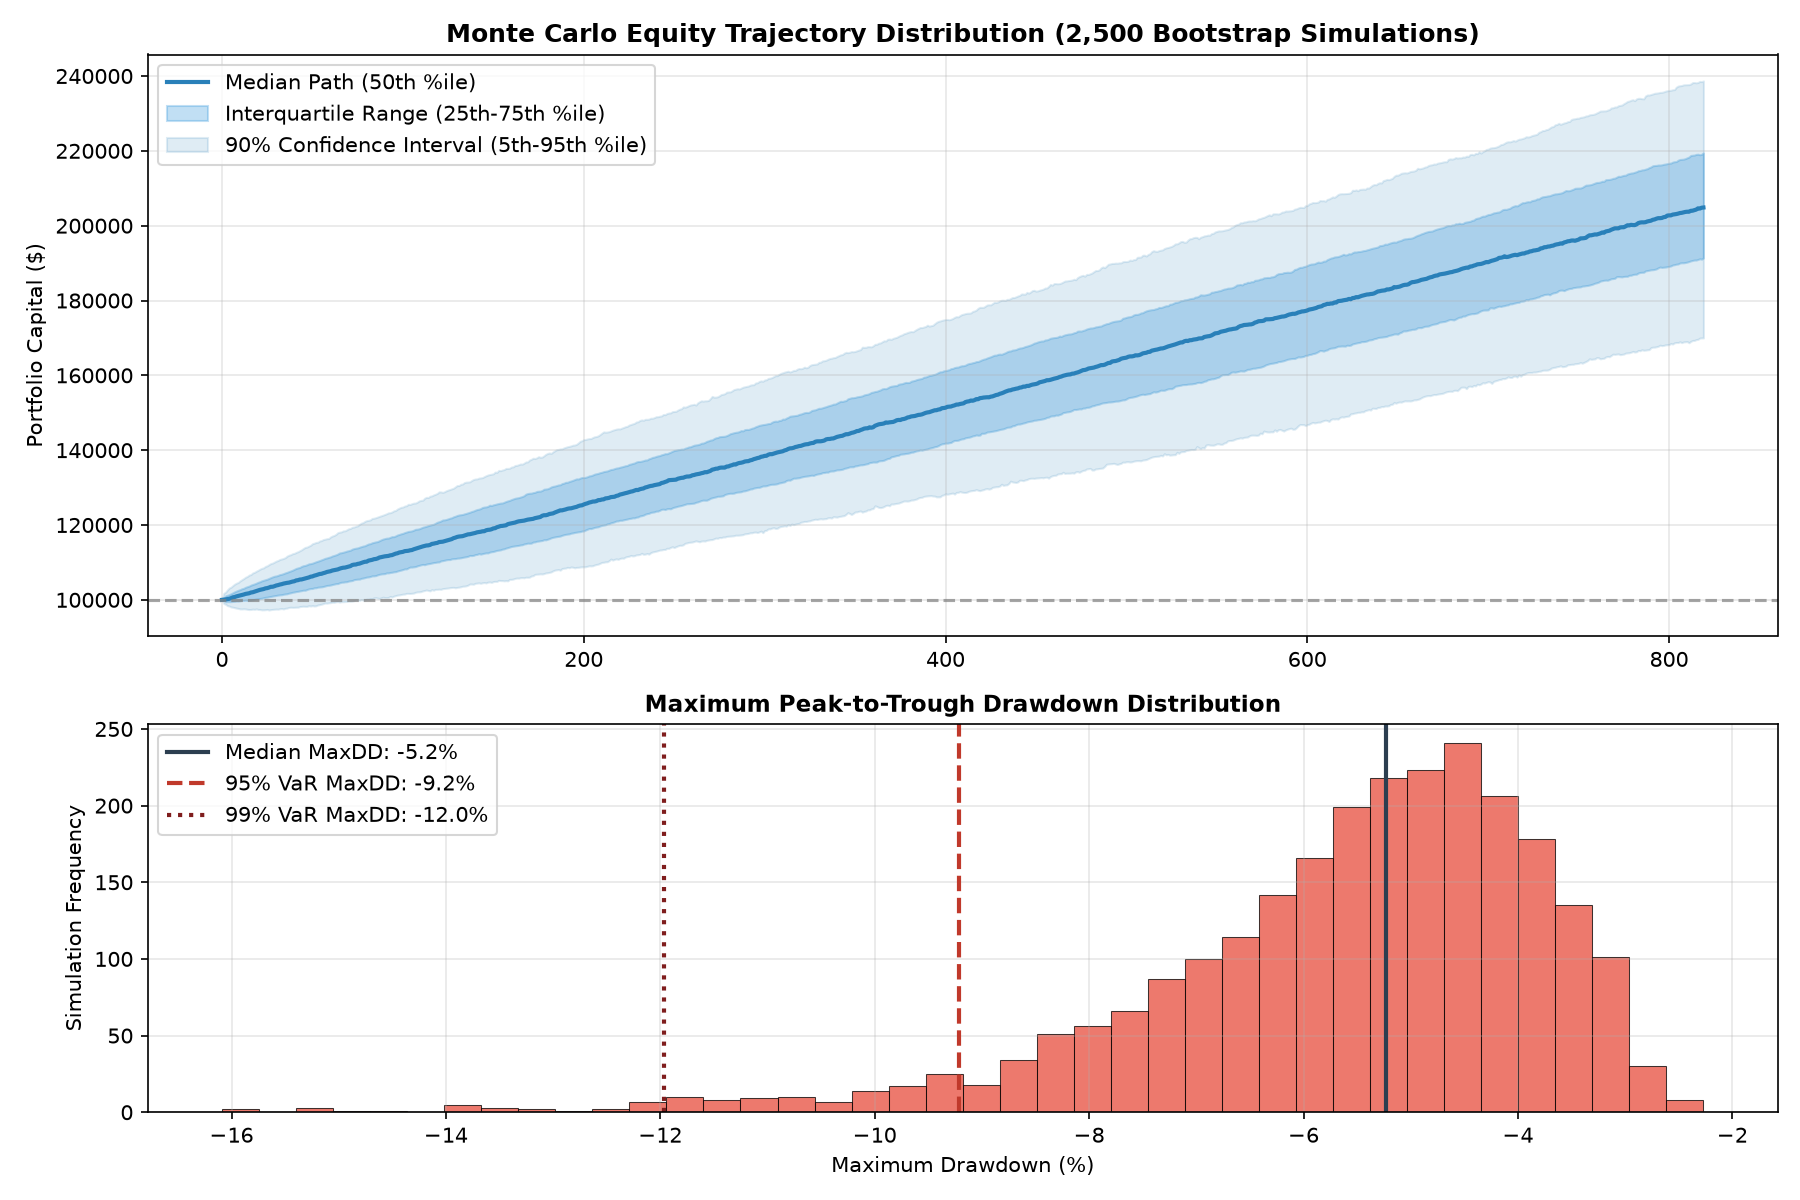 Monte Carlo Equity Trajectory Distribution (2,500 Bootstrap Simulations)
Median Path (50th %ile)
Interquartile Range (25th-75th %ile)
90% Confidence Interval (5th-95th %ile)
Portfolio Capital ($)
240000
220000
200000
180000
160000
140000
120000
100000
0
200
400
600
800
Maximum Peak-to-Trough Drawdown Distribution
Median MaxDD: -5.2%
95% VaR MaxDD: -9.2%
99% VaR MaxDD: -12.0%
Simulation Frequency
250
200
150
100
50
0
−16
−14
−12
−10
−8
−6
−4
−2
Maximum Drawdown (%)